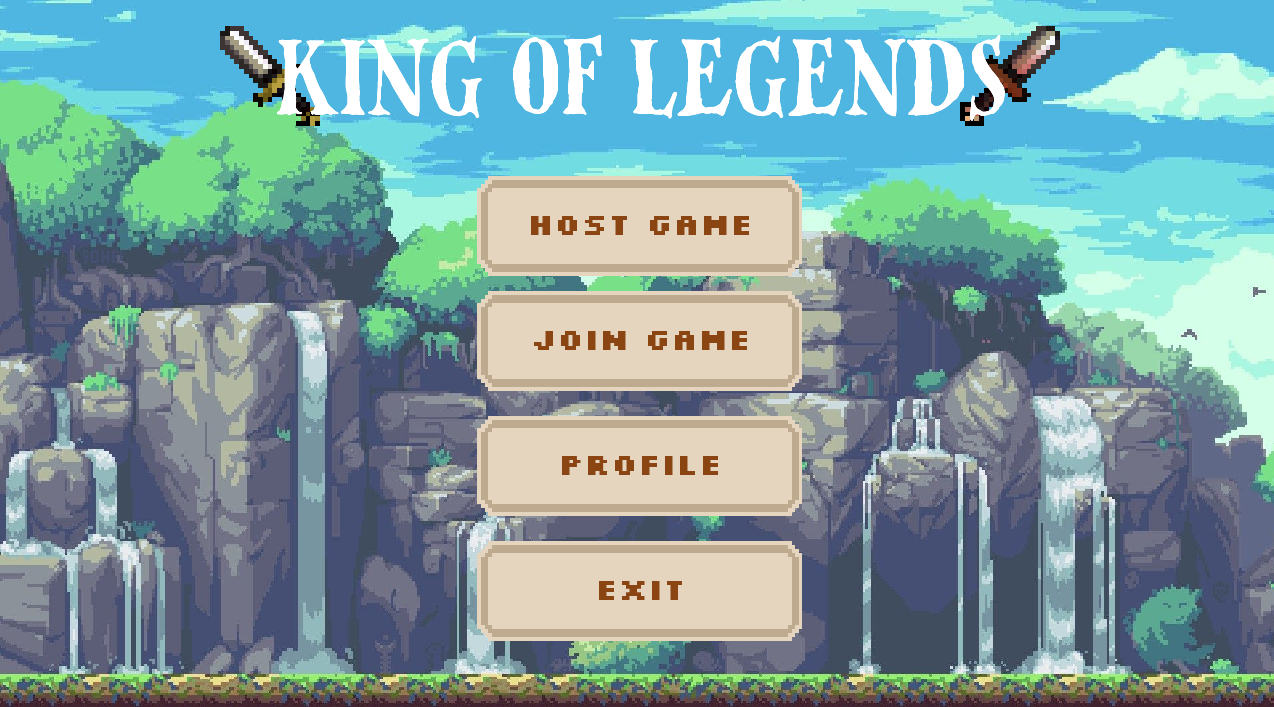 KING OF LEGENDS
HOST GAME
JOIN GAME
PROFILE
EXIT